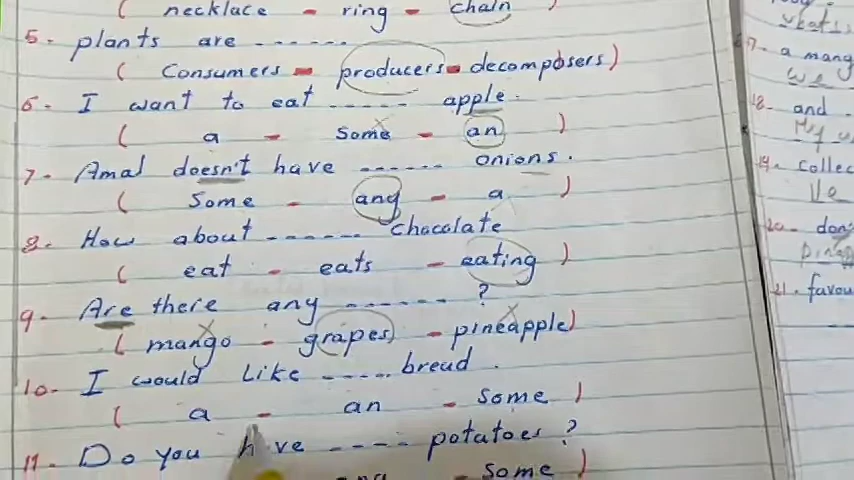 ( necklace - ring - chain )
5- plants are ------
( Consumers - producers - decomposers )
6- I want to eat ------ apple.
( a - some - an )
7- Amal doesn't have ------ onions.
( Some - any - a )
8- How about ------- chocolate
( eat - eats - eating )
9- Are there any ------- ?
( mango - grapes - pineapple )
10- I would Like ----- bread .
( a - an - some )
11- Do you have ---- potatoes ?
- some )
what
17- a mang
we
18- and
My
19- collec
20- don
21- favou